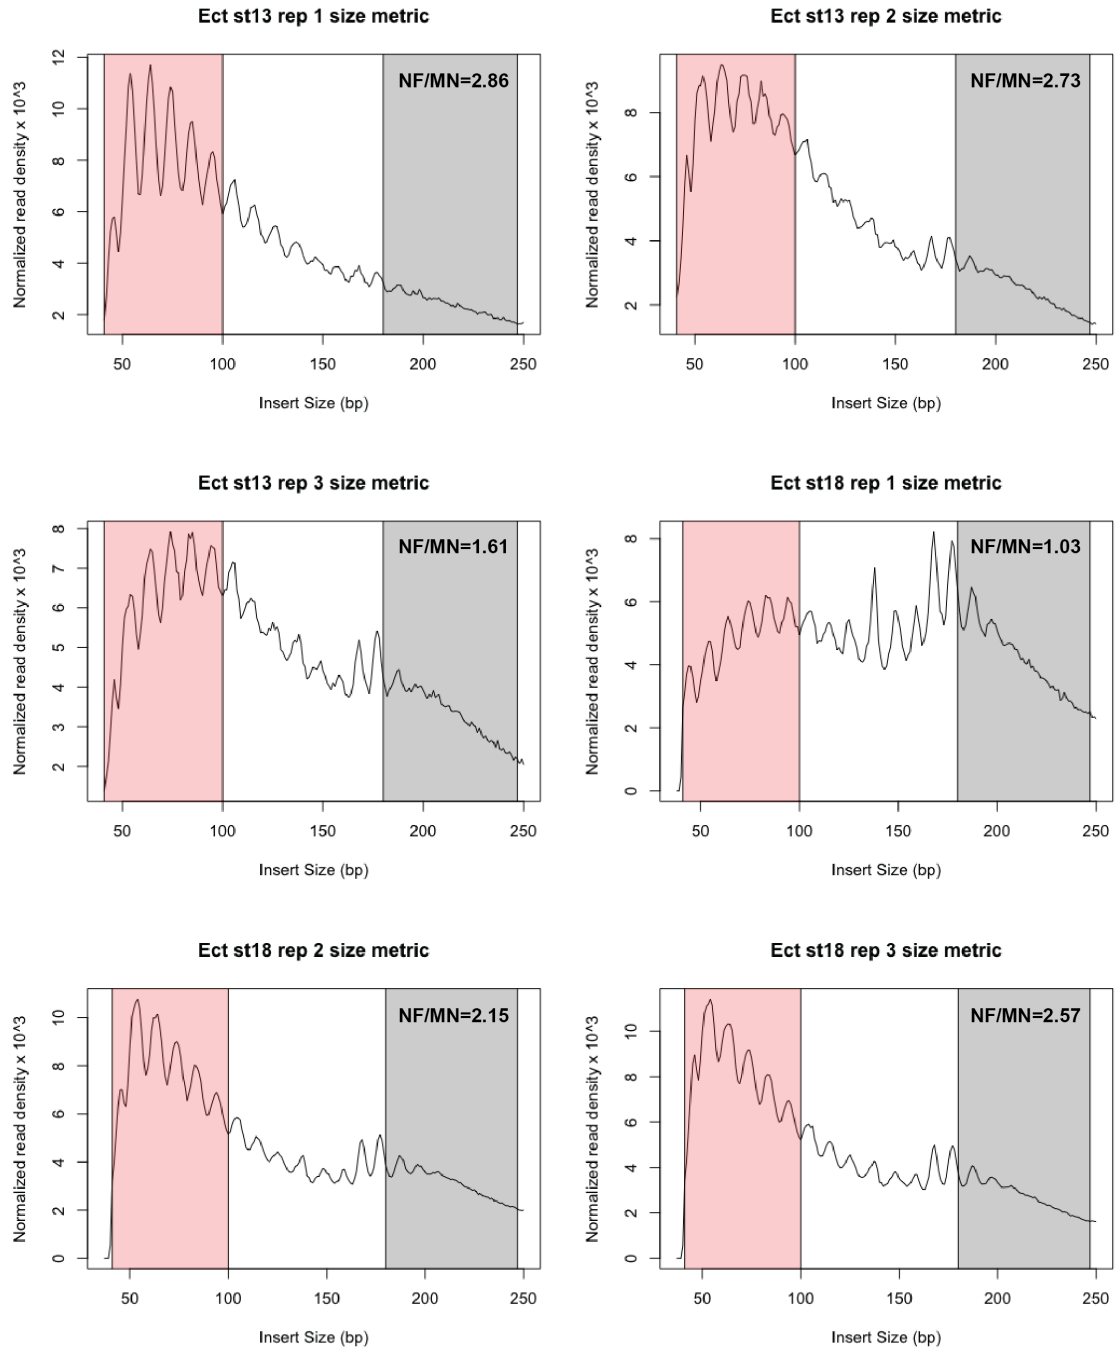 Ect st13 rep 1 size metric
NF/MN=2.86
Normalized read density x 10^3
12
10
8
6
4
2
50 100 150 200 250
Insert Size (bp)
Ect st13 rep 2 size metric
NF/MN=2.73
Normalized read density x 10^3
8
6
4
2
50 100 150 200 250
Insert Size (bp)
Ect st13 rep 3 size metric
NF/MN=1.61
Normalized read density x 10^3
8
7
6
5
4
3
2
50 100 150 200 250
Insert Size (bp)
Ect st18 rep 1 size metric
NF/MN=1.03
Normalized read density x 10^3
8
6
4
2
0
50 100 150 200 250
Insert Size (bp)
Ect st18 rep 2 size metric
NF/MN=2.15
Normalized read density x 10^3
10
8
6
4
2
0
50 100 150 200 250
Insert Size (bp)
Ect st18 rep 3 size metric
NF/MN=2.57
Normalized read density x 10^3
10
8
6
4
2
0
50 100 150 200 250
Insert Size (bp)